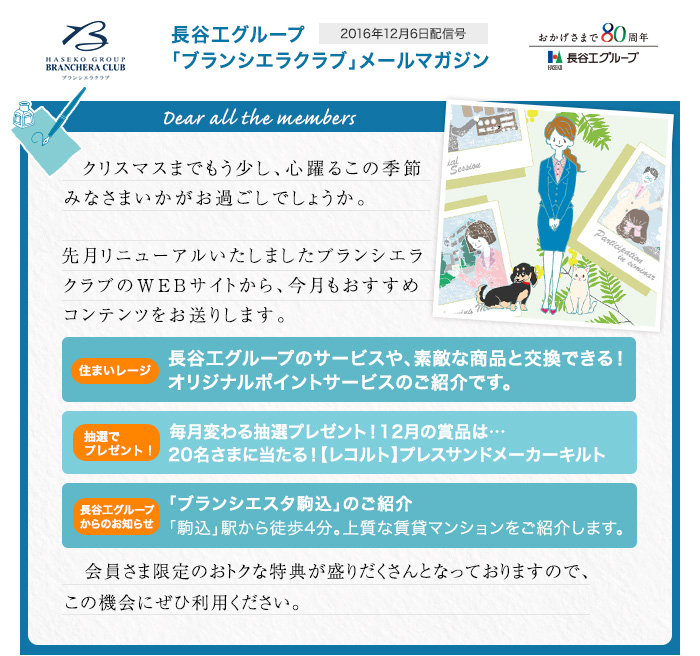 HASEKO GROUP
BRANCHERA CLUB
ブランシエラクラブ
長谷工グループ
2016年12月6日配信号
「ブランシエラクラブ」メールマガジン
おかげさまで80周年
長谷工グループ
HASEKO
Dear all the members
クリスマスまでもう少し、心躍るこの季節
みなさまいかがお過ごしでしょうか。
先月リニューアルいたしましたブランシエラ
クラブのWEBサイトから、今月もおすすめ
コンテンツをお送りします。
Session
Participation
in seminar
住まいレージ
長谷工グループのサービスや、素敵な商品と交換できる!
オリジナルポイントサービスのご紹介です。
抽選で
プレゼント!
毎月変わる抽選プレゼント!12月の賞品は…
20名さまに当たる!【レコルト】プレスサンドメーカーキルト
長谷工グループ
からのお知らせ
「ブランシエスタ駒込」のご紹介
「駒込」駅から徒歩4分。上質な賃貸マンションをご紹介します。
会員さま限定のおトクな特典が盛りだくさんとなっておりますので、
この機会にぜひ利用ください。